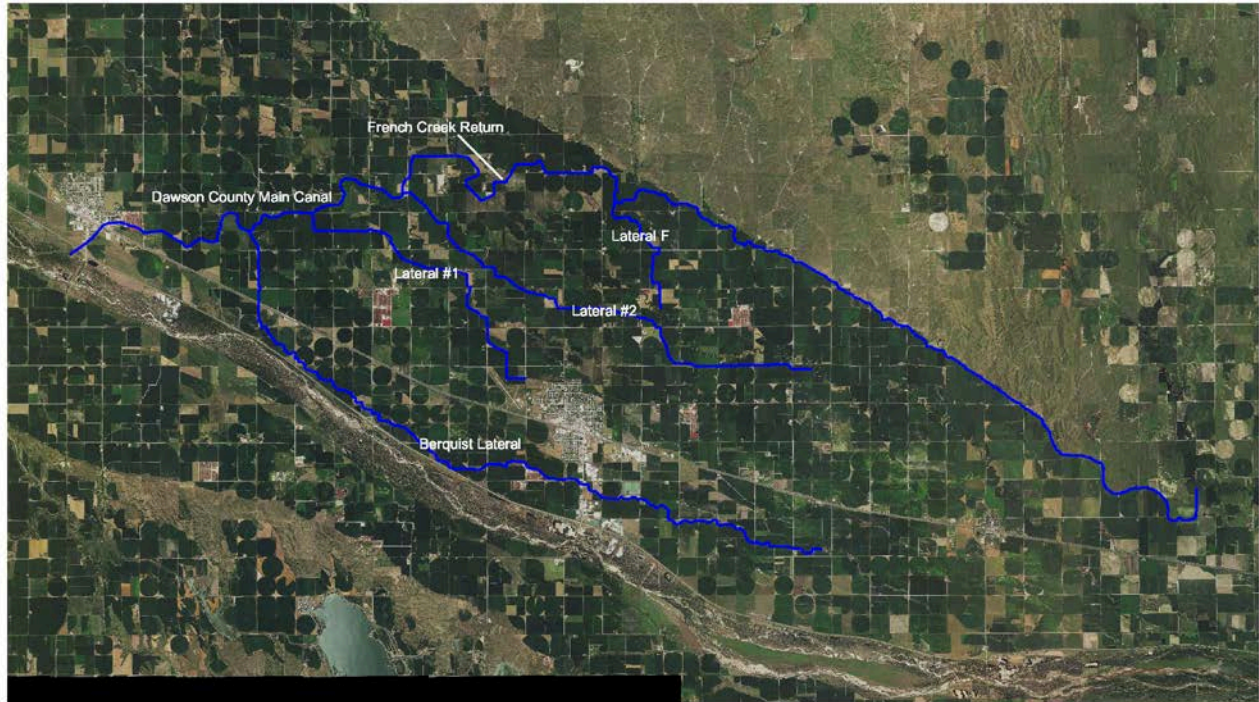 French Creek Return
Dawson County Main Canal
Lateral F
Lateral #1
Lateral #2
Berquist Lateral